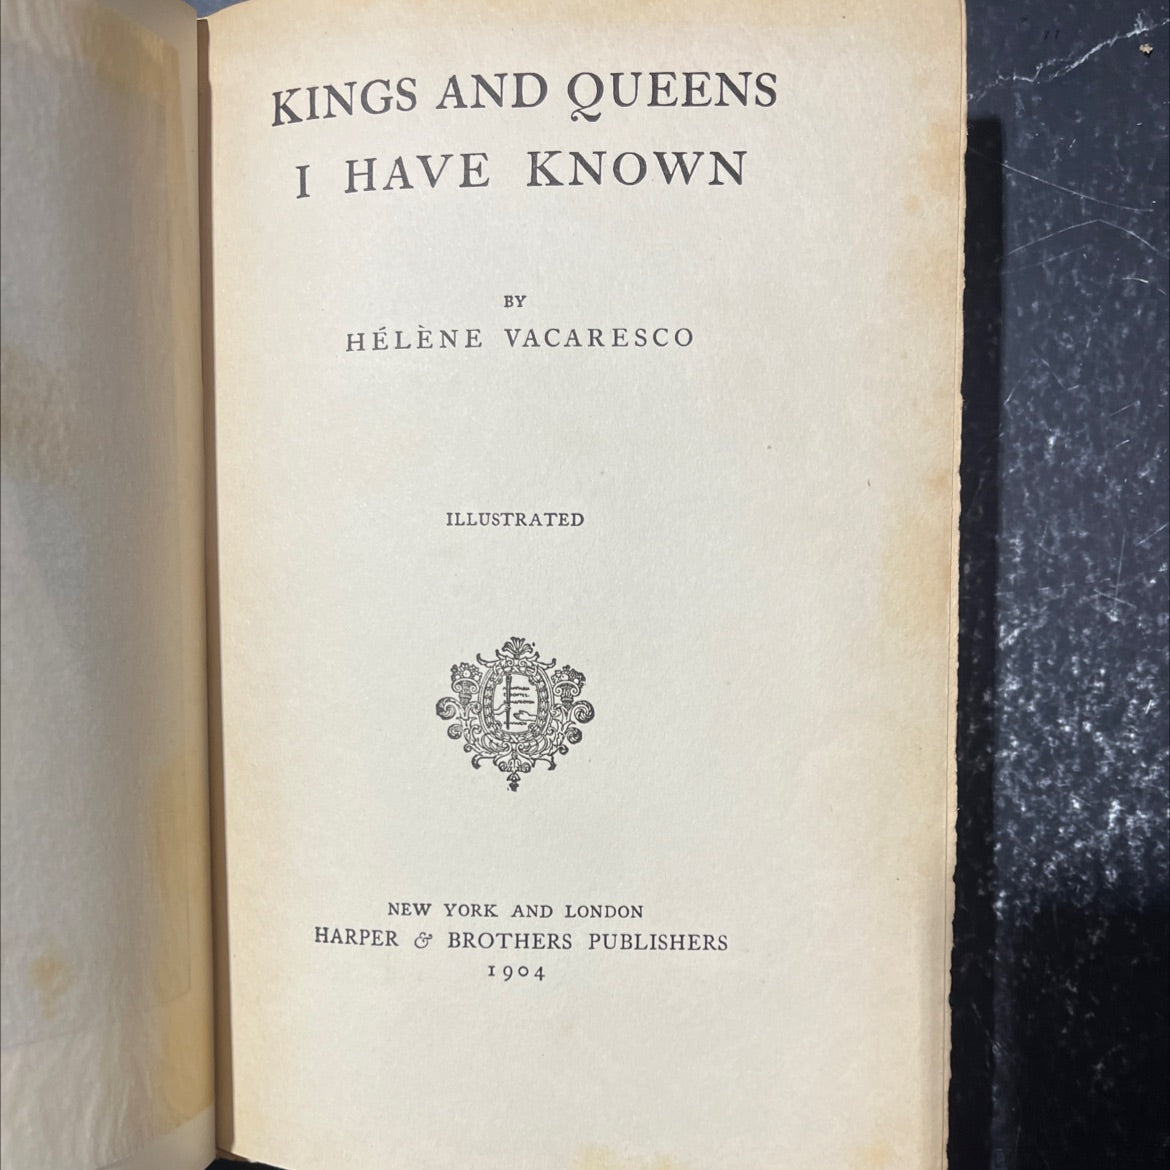 KINGS AND QUEENS
I HAVE KNOWN
BY
HÉLÈNE VACARESCO
ILLUSTRATED
NEW YORK AND LONDON
HARPER & BROTHERS PUBLISHERS
1904